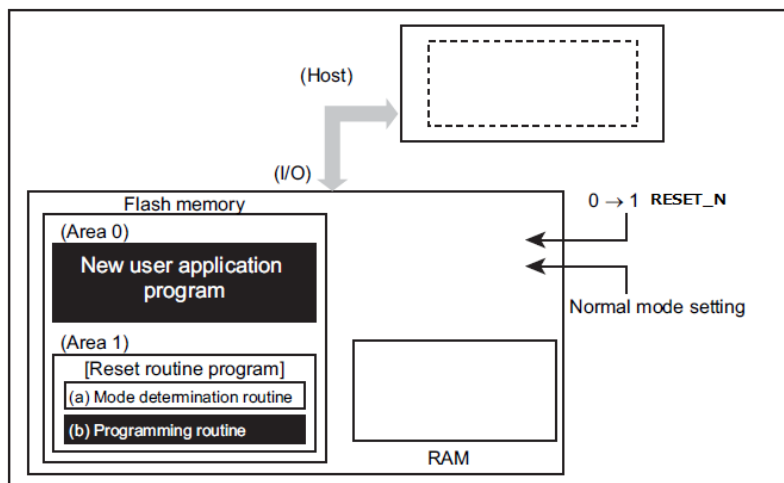 (Host)
(I/O)
0 → 1 RESET_N
Flash memory
(Area 0)
New user application
program
Normal mode setting
(Area 1)
[Reset routine program]
(a) Mode determination routine
(b) Programming routine
RAM